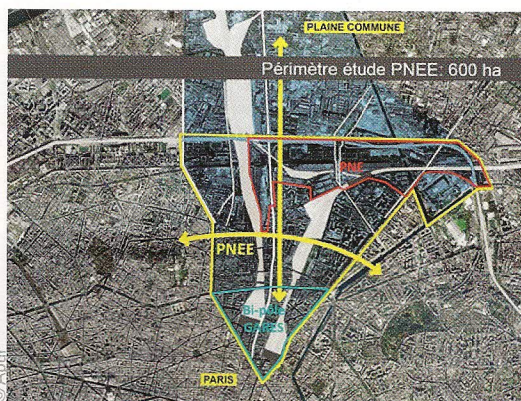 PLAINE COMMUNE
Périmètre étude PNEE: 600 ha
PNE
PNEE
Bi-pôle
GARES
PARIS